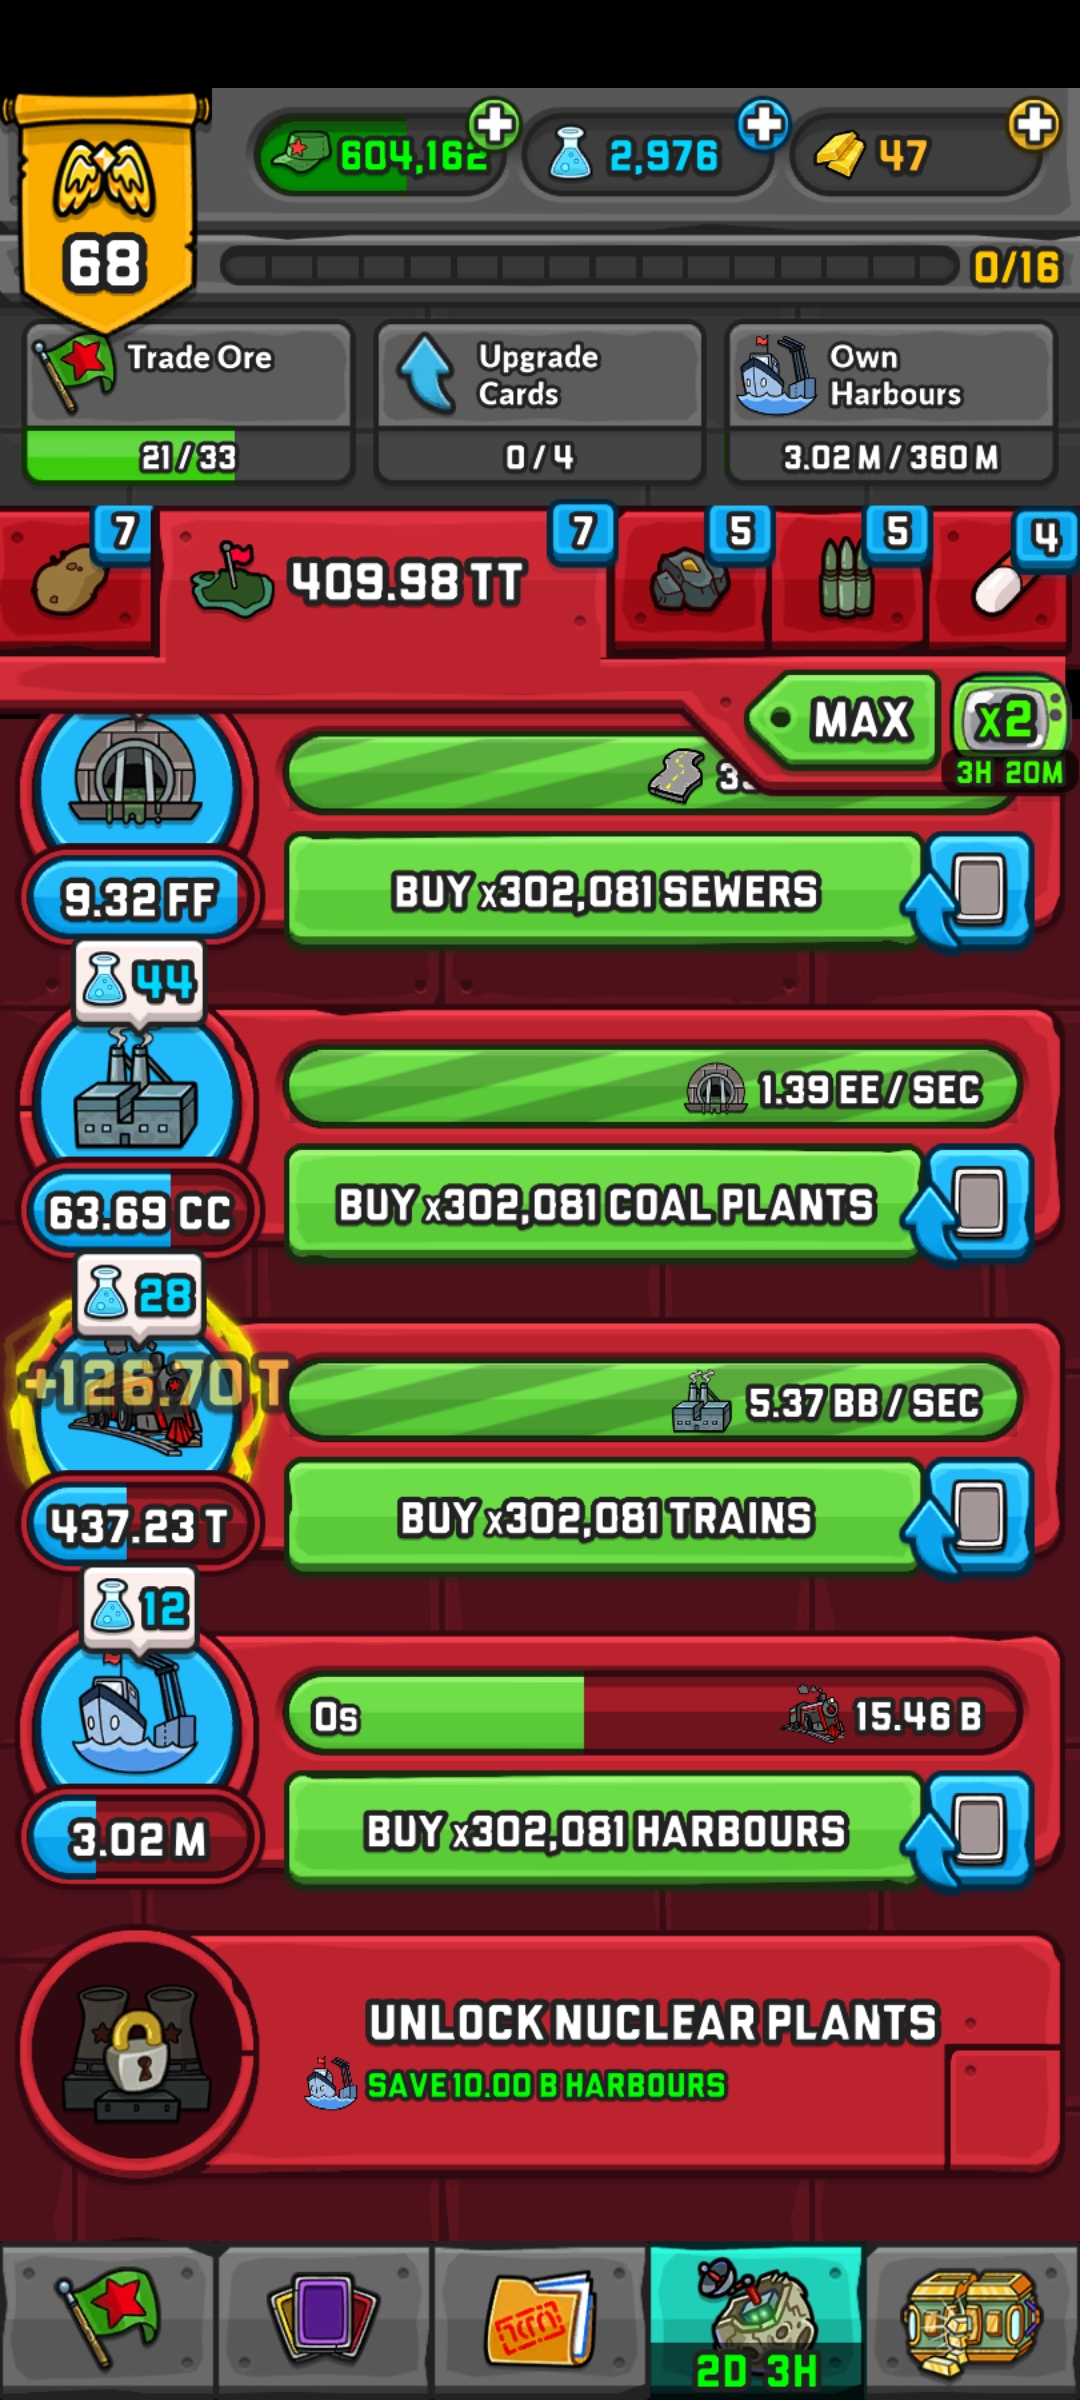 604,162
2,976
47
68
0/16
Trade Ore
21/33
Upgrade
Cards
0/4
Own
Harbours
3.02 M / 360 M
7
409.98 TT
7
5
5
4
MAX
x2
3H 20M
9.32 FF
BUY x302,081 SEWERS
44
1.39 EE / SEC
63.69 CC
BUY x302,081 COAL PLANTS
28
+126.70 T
5.37 BB / SEC
437.23 T
BUY x302,081 TRAINS
12
0s
15.46 B
3.02 M
BUY x302,081 HARBOURS
UNLOCK NUCLEAR PLANTS
SAVE 10.00 B HARBOURS
2D 3H